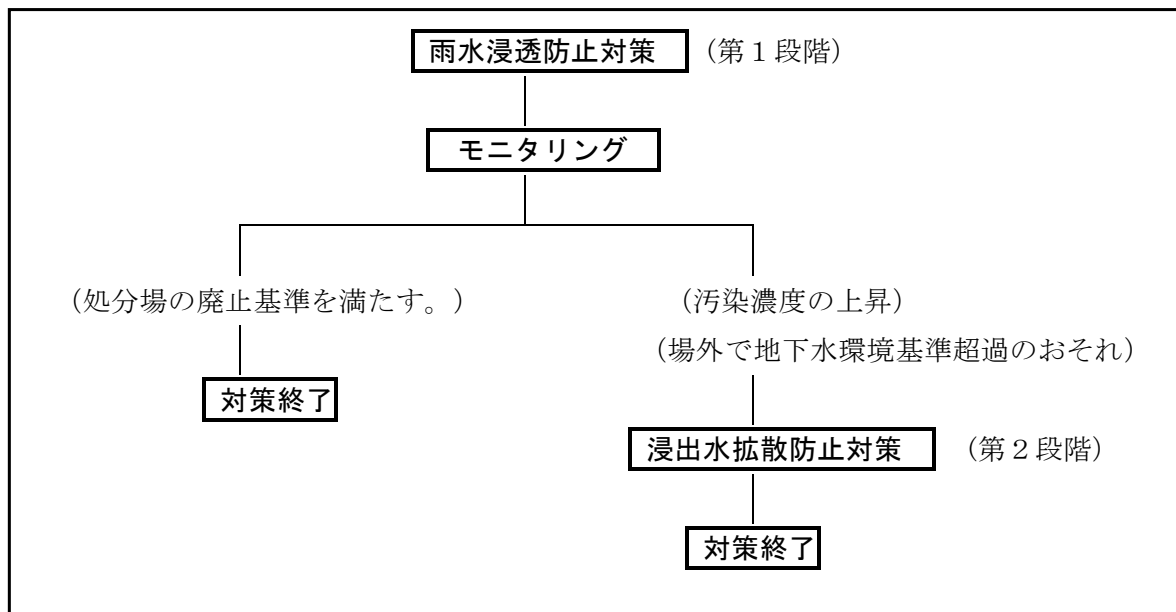 雨水浸透防止対策 （第１段階）
モニタリング
（処分場の廃止基準を満たす。）
（汚染濃度の上昇）
（場外で地下水環境基準超過のおそれ）
対策終了
浸出水拡散防止対策 （第２段階）
対策終了